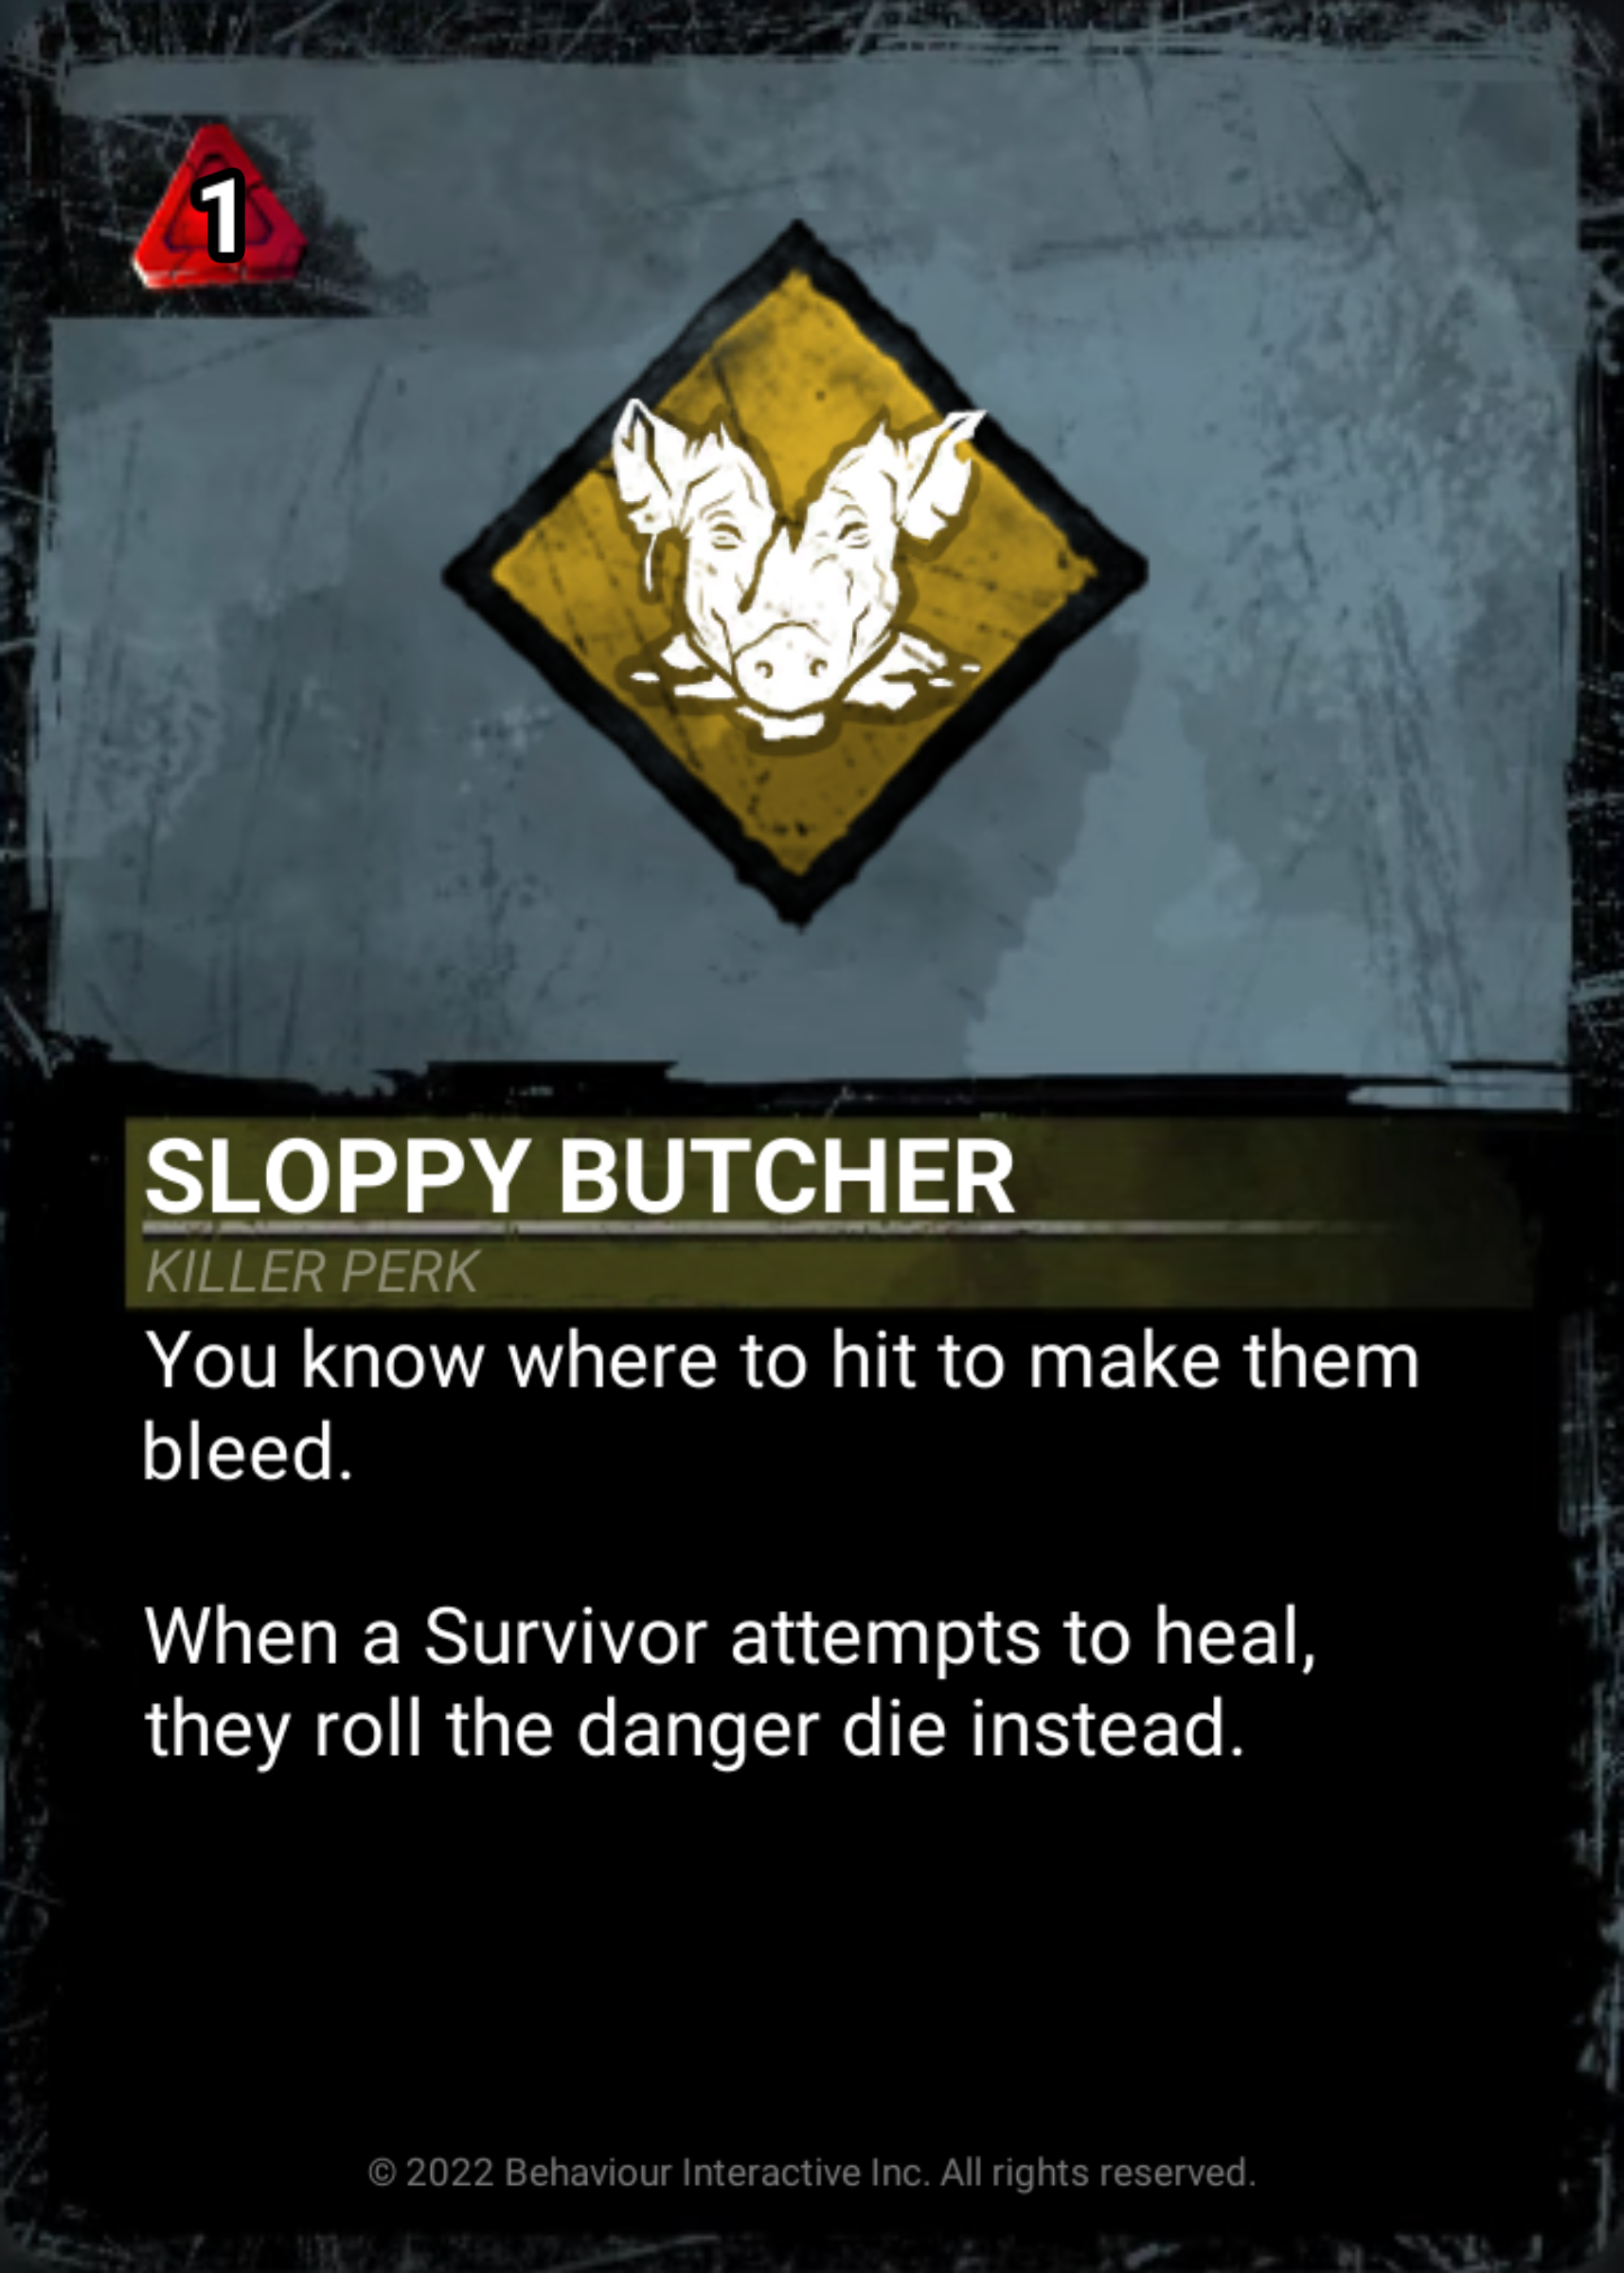 1
SLOPPY BUTCHER
KILLER PERK
You know where to hit to make them
bleed.
When a Survivor attempts to heal,
they roll the danger die instead.
© 2022 Behaviour Interactive Inc. All rights reserved.